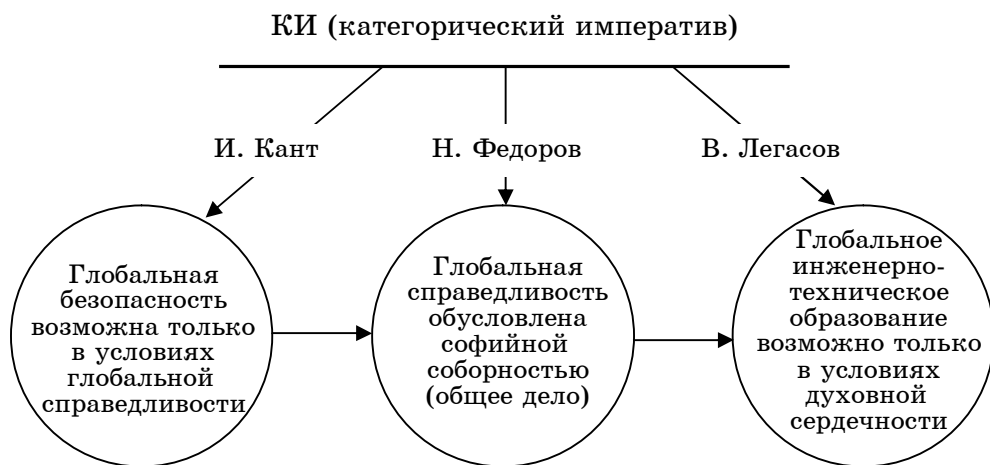 КИ (категорический императив)
И. Кант
Н. Федоров
В. Легасов
Глобальная
безопасность
возможна только
в условиях
глобальной
справедливости
Глобальная
справедливость
обусловлена
софийной
соборностью
(общее дело)
Глобальное
инженерно-
техническое
образование
возможно только
в условиях
духовной
сердечности